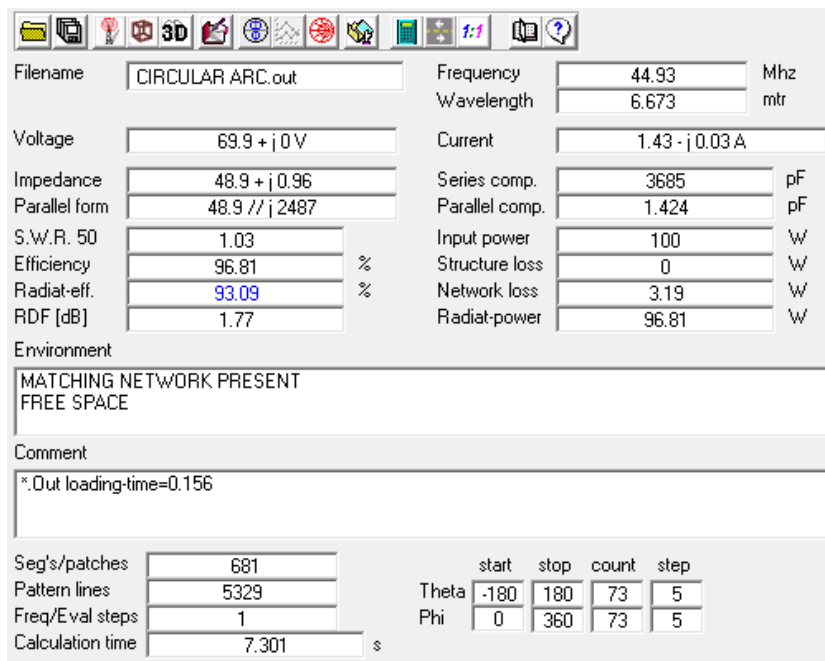 3D 1:1 ?
Filename CIRCULAR ARC.out Frequency 44.93 Mhz
Wavelength 6.673 mtr
Voltage 69.9 + j 0 V Current 1.43 - j 0.03 A
Impedance 48.9 + j 0.96 Series comp. 3685 pF
Parallel form 48.9 // j 2487 Parallel comp. 1.424 pF
S.W.R. 50 1.03 Input power 100 W
Efficiency 96.81 % Structure loss 0 W
Radiat-eff. 93.09 % Network loss 3.19 W
RDF [dB] 1.77 Radiat-power 96.81 W
Environment
MATCHING NETWORK PRESENT
FREE SPACE
Comment
*.Out loading-time=0.156
Seg's/patches 681 start stop count step
Pattern lines 5329 Theta -180 180 73 5
Freq/Eval steps 1 Phi 0 360 73 5
Calculation time 7.301 s